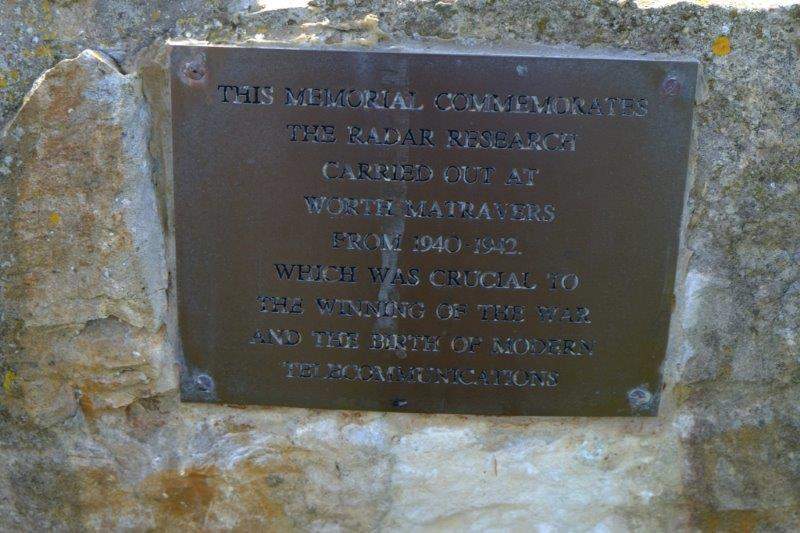 THIS MEMORIAL COMMEMORATES
THE RADAR RESEARCH
CARRIED OUT AT
WORTH MATRAVERS
FROM 1940-1942.
WHICH WAS CRUCIAL TO
THE WINNING OF THE WAR
AND THE BIRTH OF MODERN
TELECOMMUNICATIONS